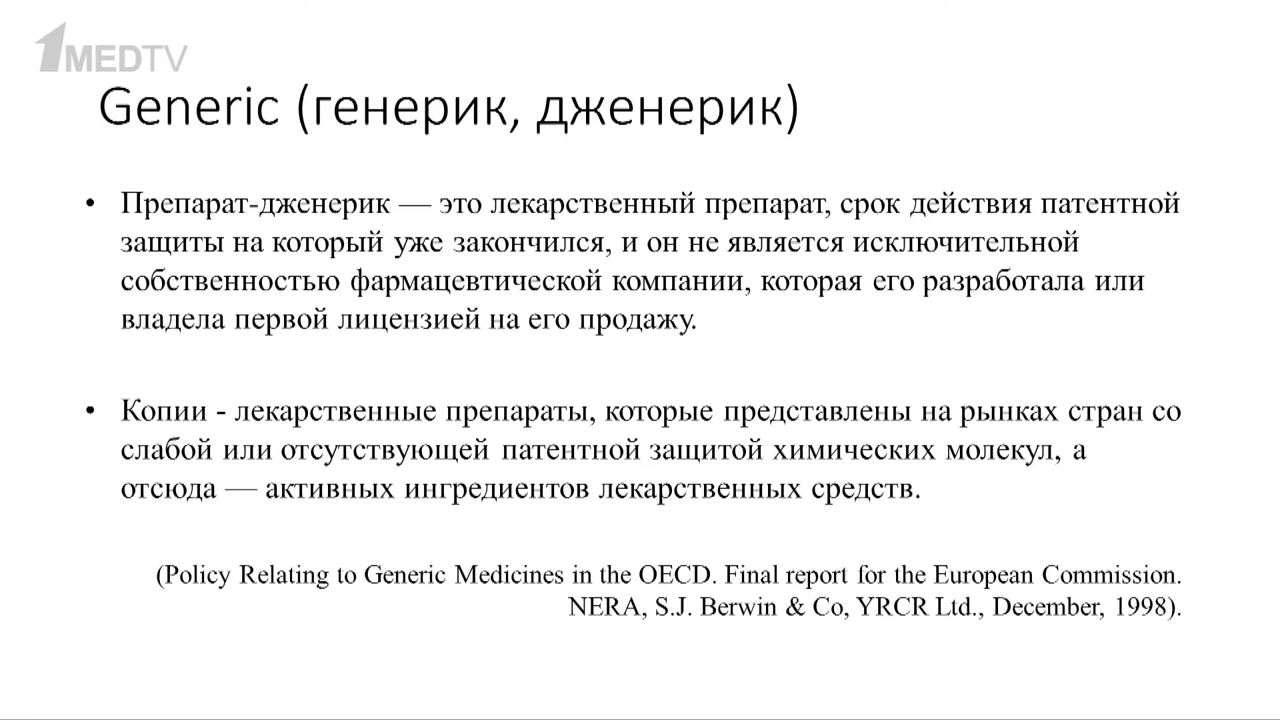 1MEDTV
Generic (генерик, дженерик)
• Препарат-дженерик — это лекарственный препарат, срок действия патентной
защиты на который уже закончился, и он не является исключительной
собственностью фармацевтической компании, которая его разработала или
владела первой лицензией на его продажу.
• Копии - лекарственные препараты, которые представлены на рынках стран со
слабой или отсутствующей патентной защитой химических молекул, а
отсюда — активных ингредиентов лекарственных средств.
(Policy Relating to Generic Medicines in the OECD. Final report for the European Commission.
NERA, S.J. Berwin & Co, YRCR Ltd., December, 1998).